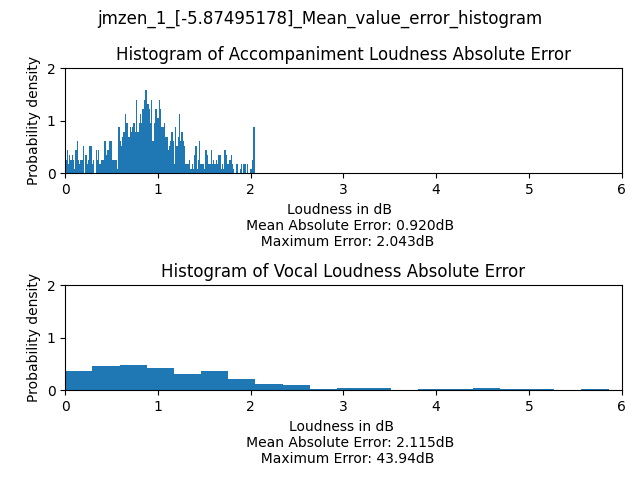 jmzen_1_[-5.87495178]_Mean_value_error_histogram
Histogram of Accompaniment Loudness Absolute Error
Probability density
2
1
0
0 1 2 3 4 5 6
Loudness in dB
Mean Absolute Error: 0.920dB
Maximum Error: 2.043dB
Histogram of Vocal Loudness Absolute Error
Probability density
2
1
0
0 1 2 3 4 5 6
Loudness in dB
Mean Absolute Error: 2.115dB
Maximum Error: 43.94dB